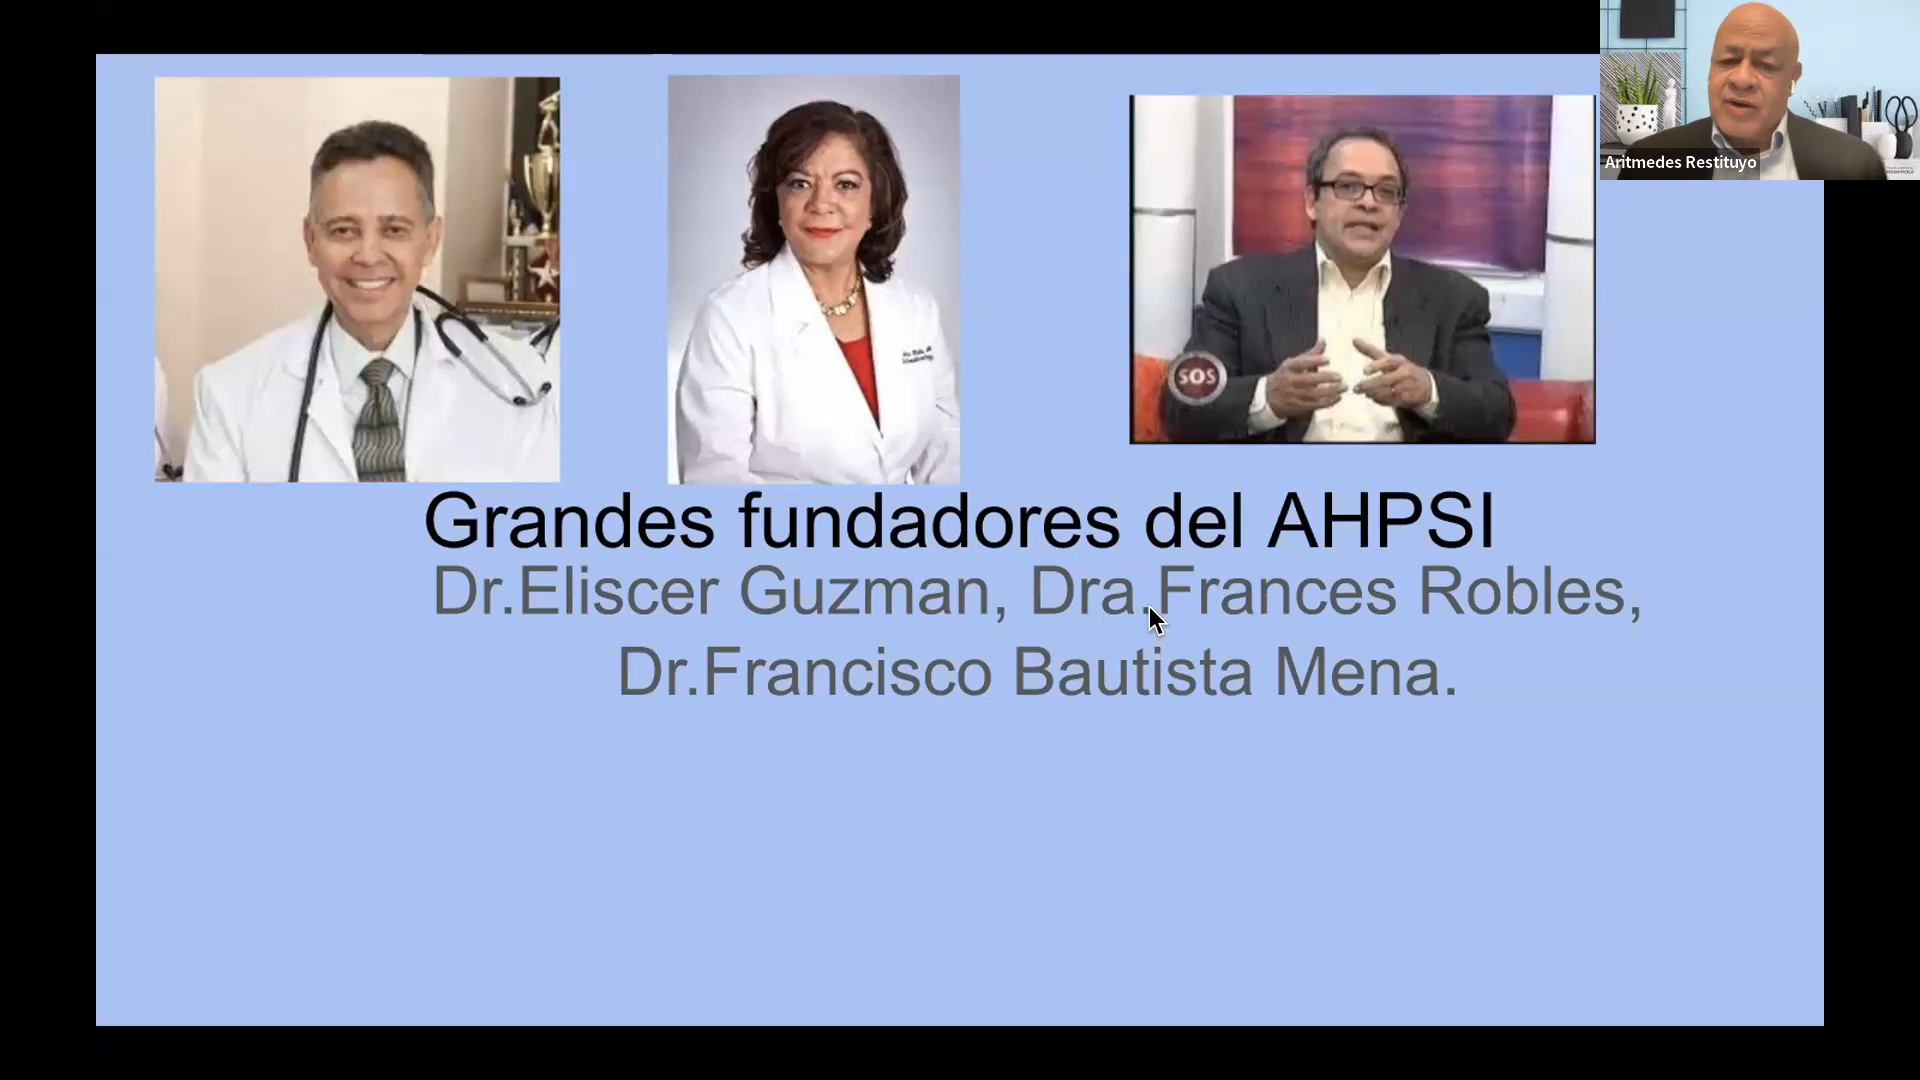 Aritmedes Restituyo
SOS
Grandes fundadores del AHPSI
Dr.Eliscer Guzman, Dra.Frances Robles,
Dr.Francisco Bautista Mena.